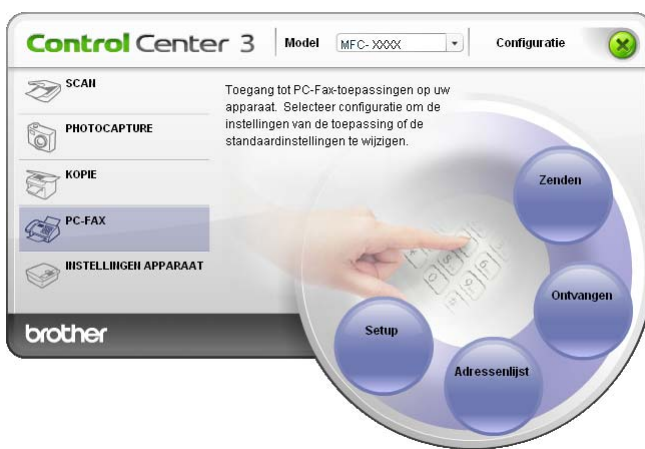 Control Center 3
Model
MFC-XXXX
Configuratie
SCAN
PHOTOCAPTURE
KOPIE
PC-FAX
INSTELLINGEN APPARAAT
Toegang tot PC-Fax-toepassingen op uw
apparaat. Selecteer configuratie om de
instellingen van de toepassing of de
standaardinstellingen te wijzigen.
Zenden
Ontvangen
Adressenlijst
Setup
brother